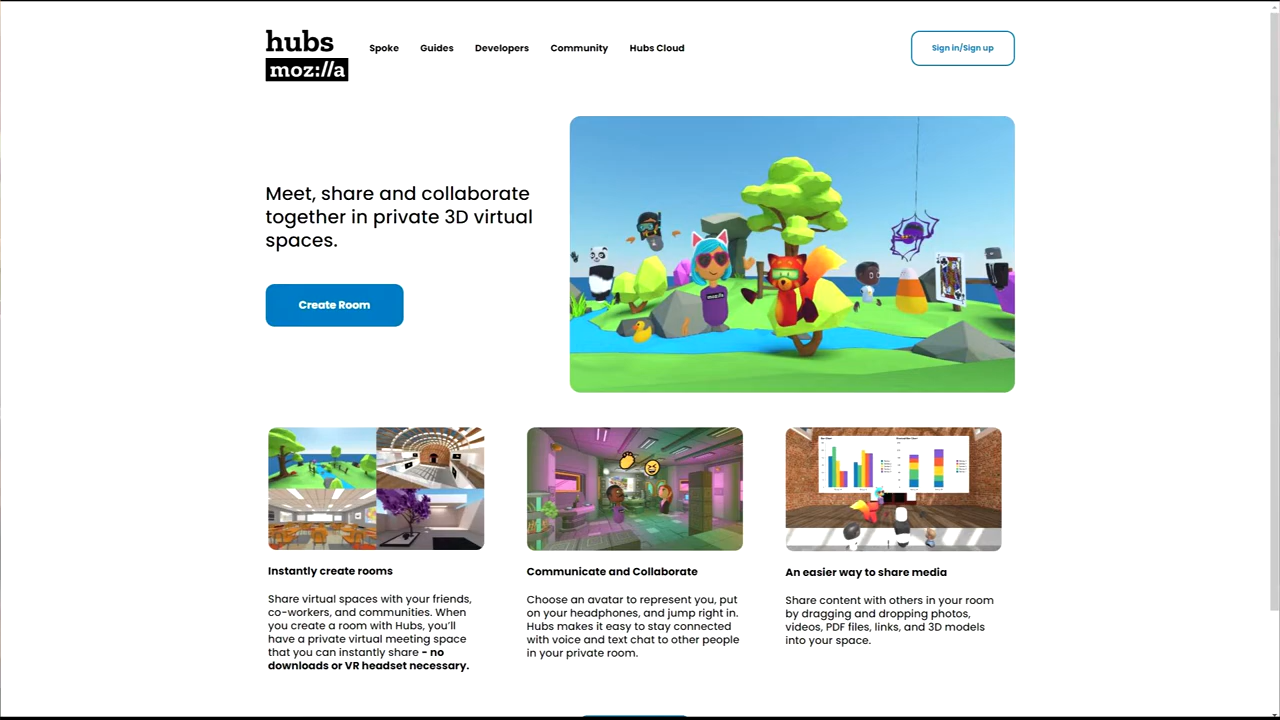 hubs
moz://a
Spoke Guides Developers Community Hubs Cloud
Sign in/Sign up
Meet, share and collaborate
together in private 3D virtual
spaces.
Create Room
moz://a
Instantly create rooms
Share virtual spaces with your friends,
co-workers, and communities. When
you create a room with Hubs, you'll
have a private virtual meeting space
that you can instantly share - no
downloads or VR headset necessary.
Communicate and Collaborate
Choose an avatar to represent you, put
on your headphones, and jump right in.
Hubs makes it easy to stay connected
with voice and text chat to other people
in your private room.
An easier way to share media
Share content with others in your room
by dragging and dropping photos,
videos, PDF files, links, and 3D models
into your space.